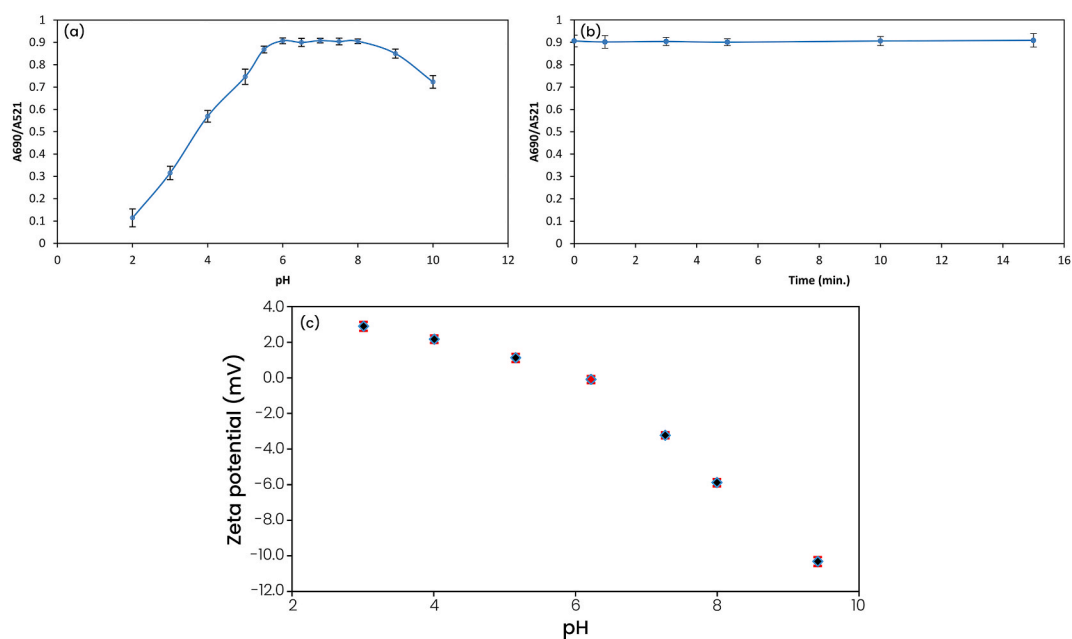 (a)
A690/A521
1
0.9
0.8
0.7
0.6
0.5
0.4
0.3
0.2
0.1
0
0 2 4 6 8 10 12
pH
(b)
A690/A521
1
0.9
0.8
0.7
0.6
0.5
0.4
0.3
0.2
0.1
0
0 2 4 6 8 10 12 14 16
Time (min.)
(c)
Zeta potential (mV)
4.0
2.0
0.0
−2.0
−4.0
−6.0
−8.0
−10.0
−12.0
2 4 6 8 10
pH